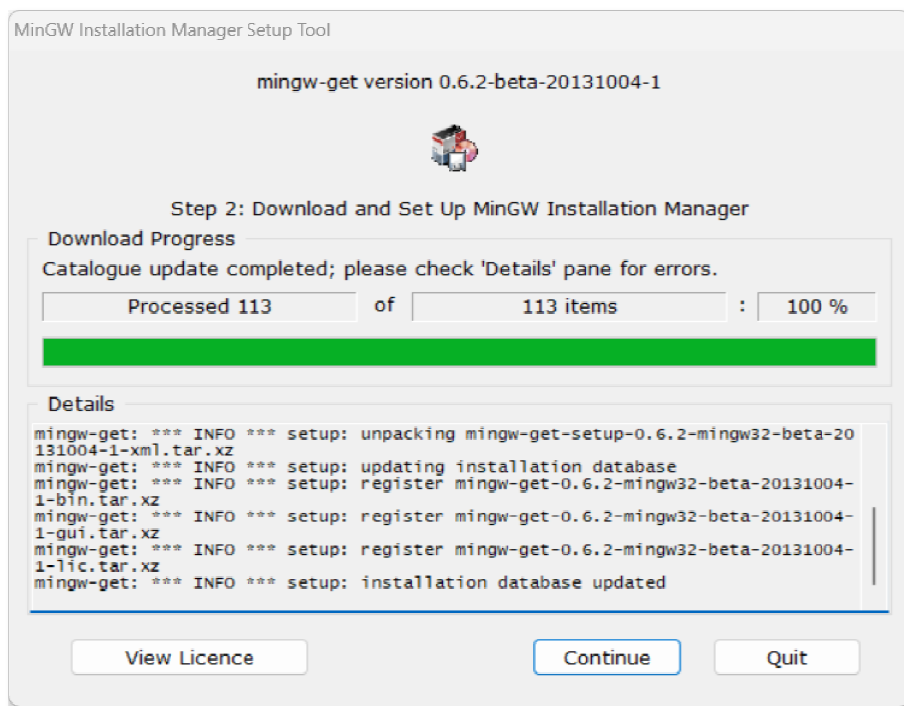 MinGW Installation Manager Setup Tool
mingw-get version 0.6.2-beta-20131004-1
Step 2: Download and Set Up MinGW Installation Manager
Download Progress
Catalogue update completed; please check 'Details' pane for errors.
Processed 113 of 113 items : 100 %
Details
mingw-get: *** INFO *** setup: unpacking mingw-get-setup-0.6.2-mingw32-beta-20
131004-1-xml.tar.xz
mingw-get: *** INFO *** setup: updating installation database
mingw-get: *** INFO *** setup: register mingw-get-0.6.2-mingw32-beta-20131004-
1-bin.tar.xz
mingw-get: *** INFO *** setup: register mingw-get-0.6.2-mingw32-beta-20131004-
1-gui.tar.xz
mingw-get: *** INFO *** setup: register mingw-get-0.6.2-mingw32-beta-20131004-
1-lic.tar.xz
mingw-get: *** INFO *** setup: installation database updated
View Licence Continue Quit